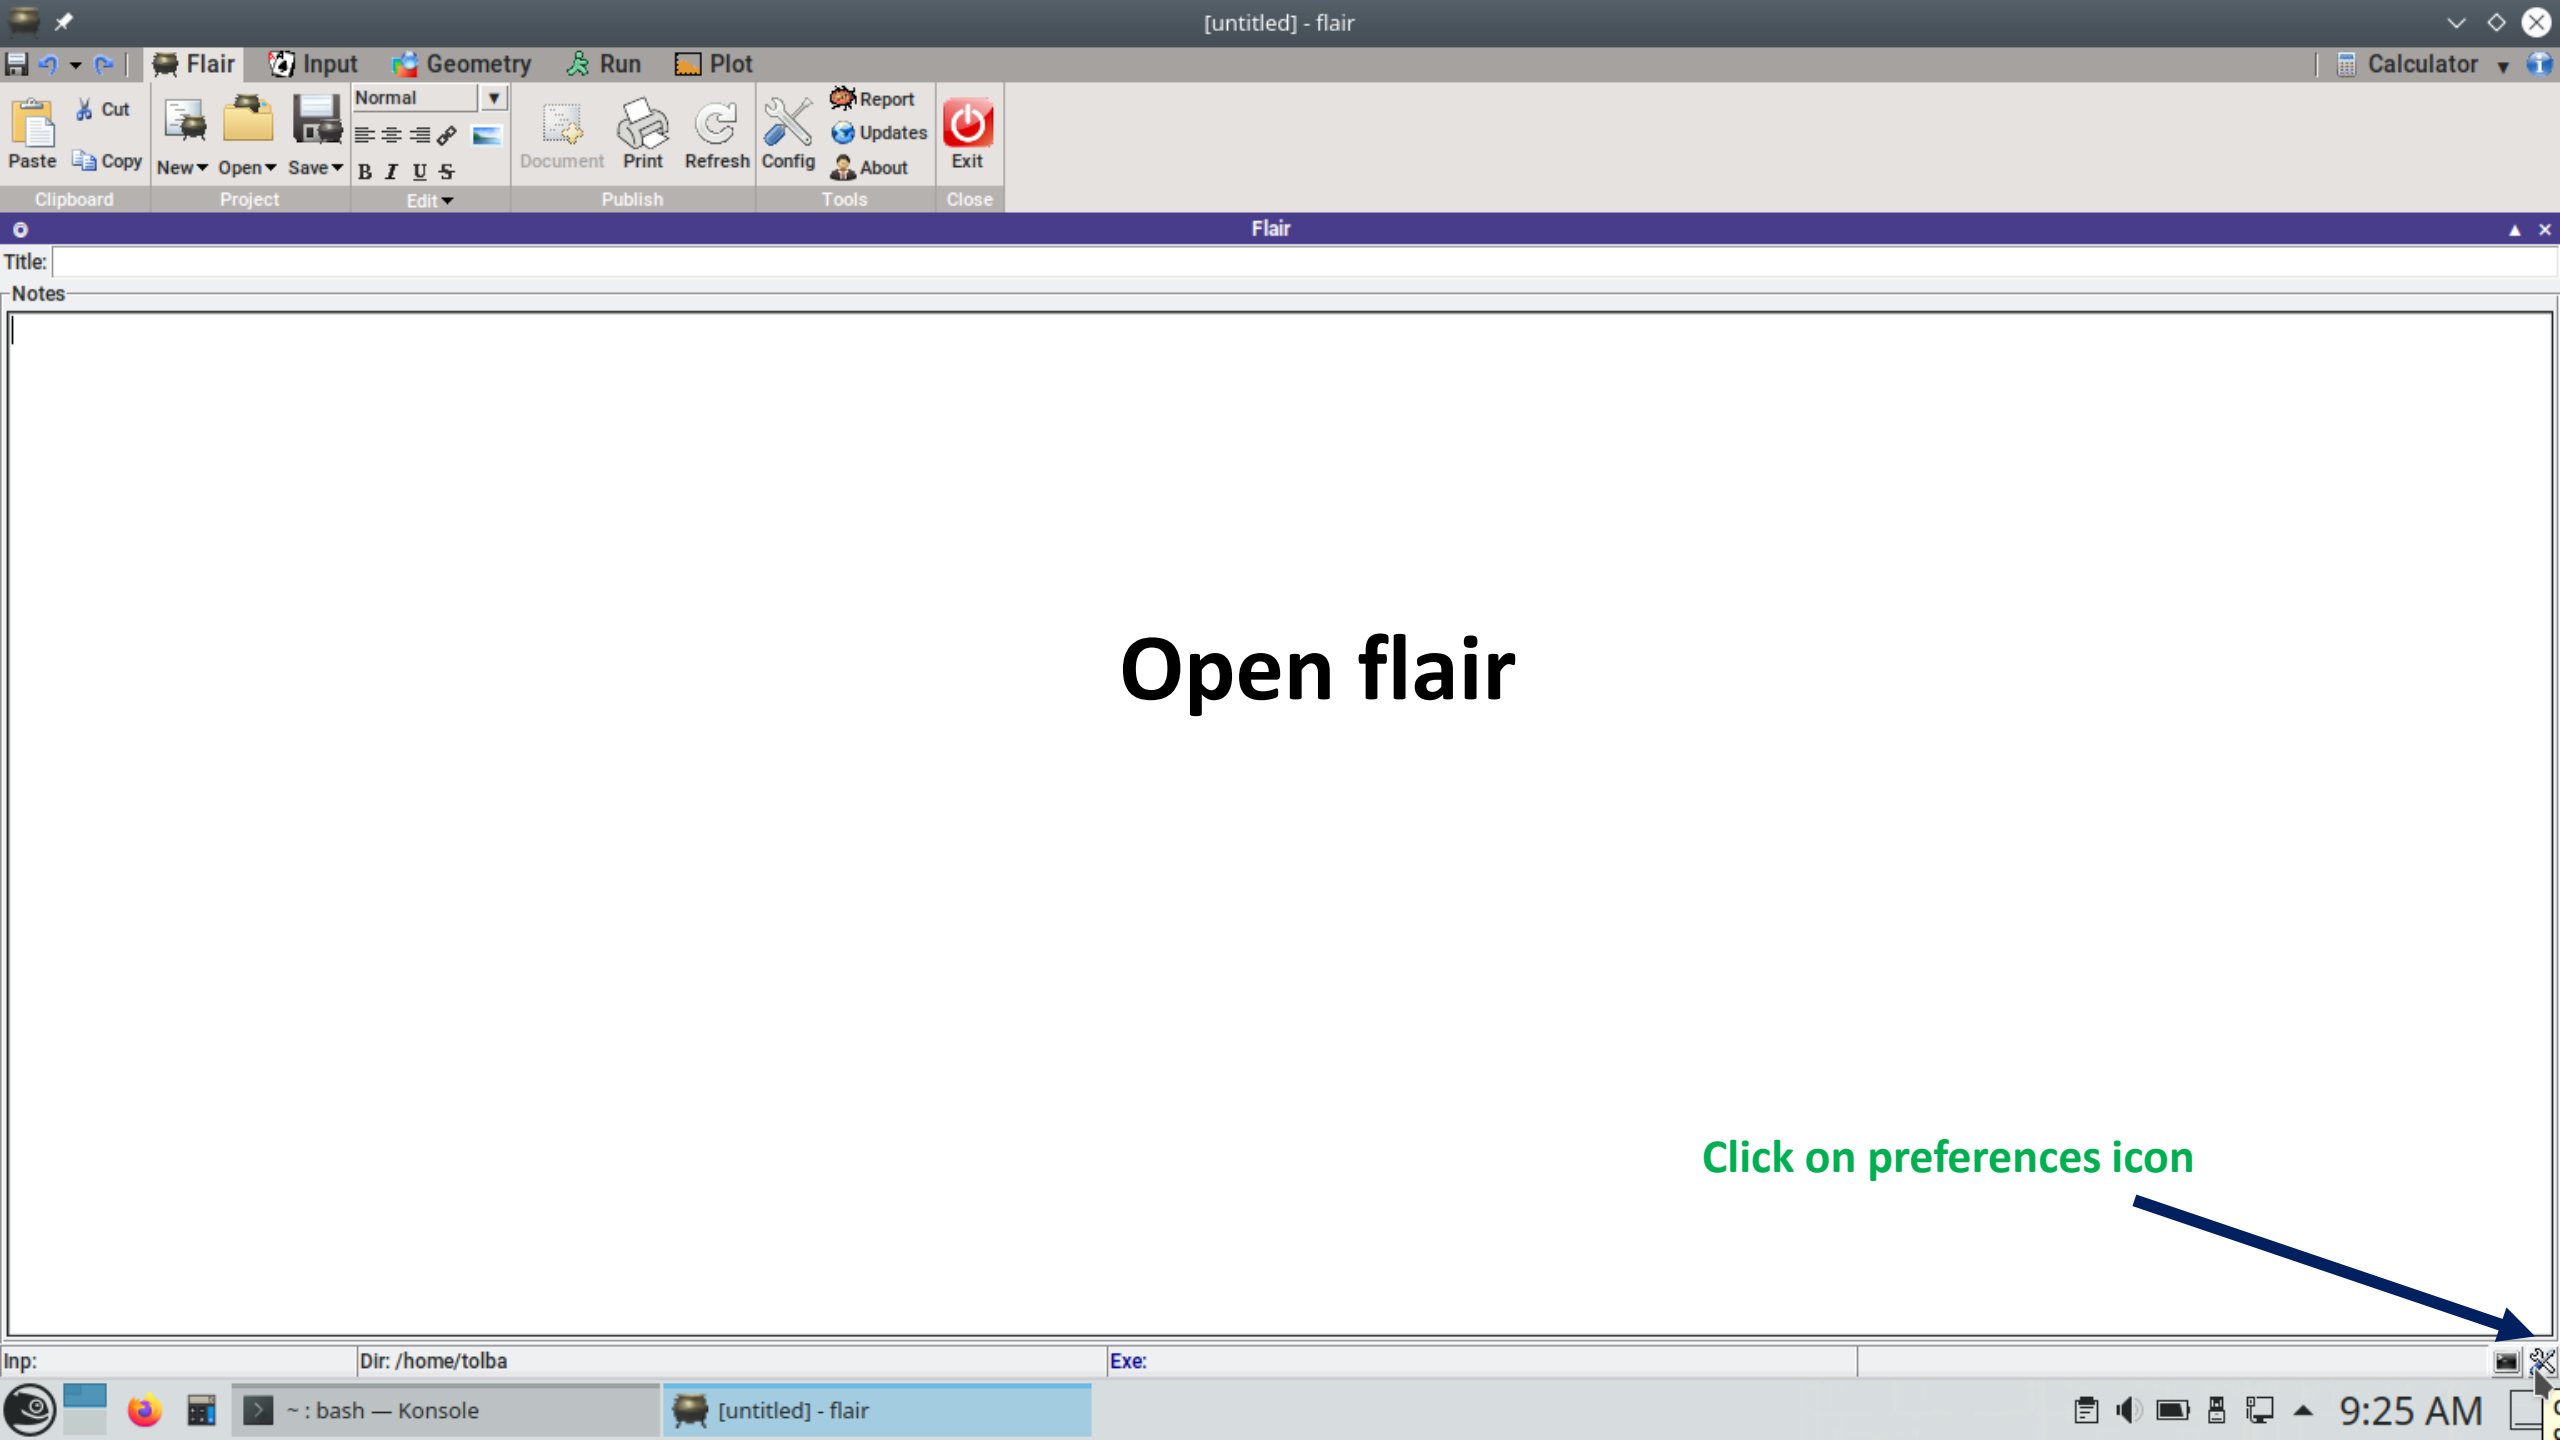 [untitled] - flair
Flair Input Geometry Run Plot Calculator
Paste Cut Copy New Open Save Normal B I U S Document Print Refresh Config Report Updates About Exit
Clipboard Project Edit Publish Tools Close
Flair
Title:
Notes
Open flair
Click on preferences icon
Inp: Dir: /home/tolba Exe:
~ : bash — Konsole [untitled] - flair 9:25 AM